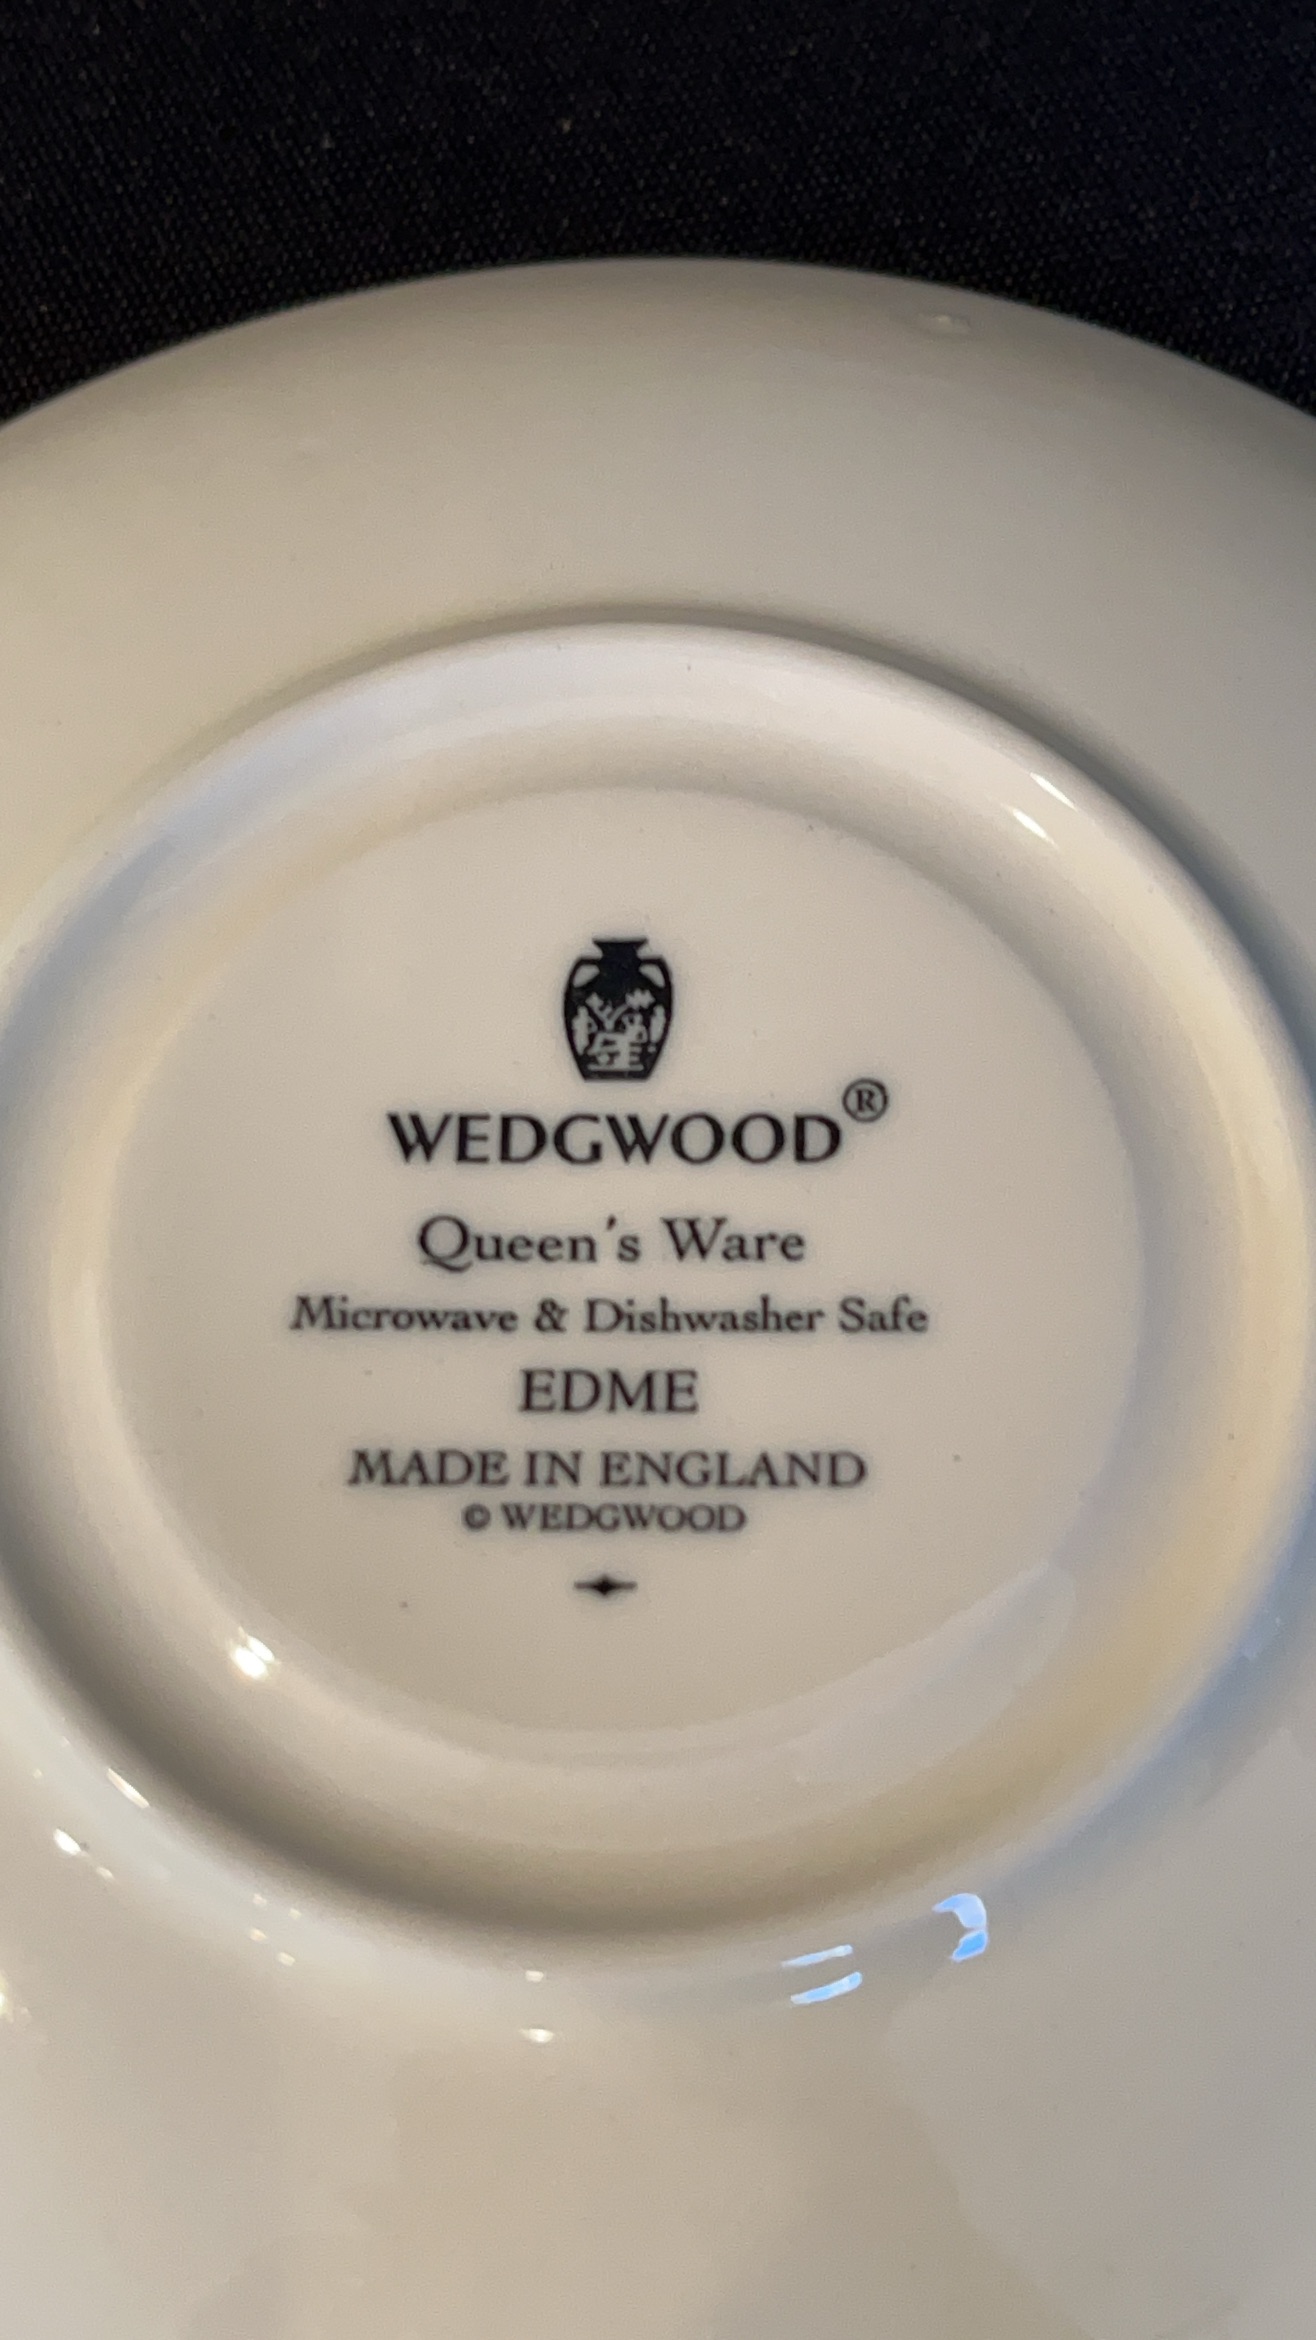 WEDGWOOD®
Queen's Ware
Microwave & Dishwasher Safe
EDME
MADE IN ENGLAND
© WEDGWOOD